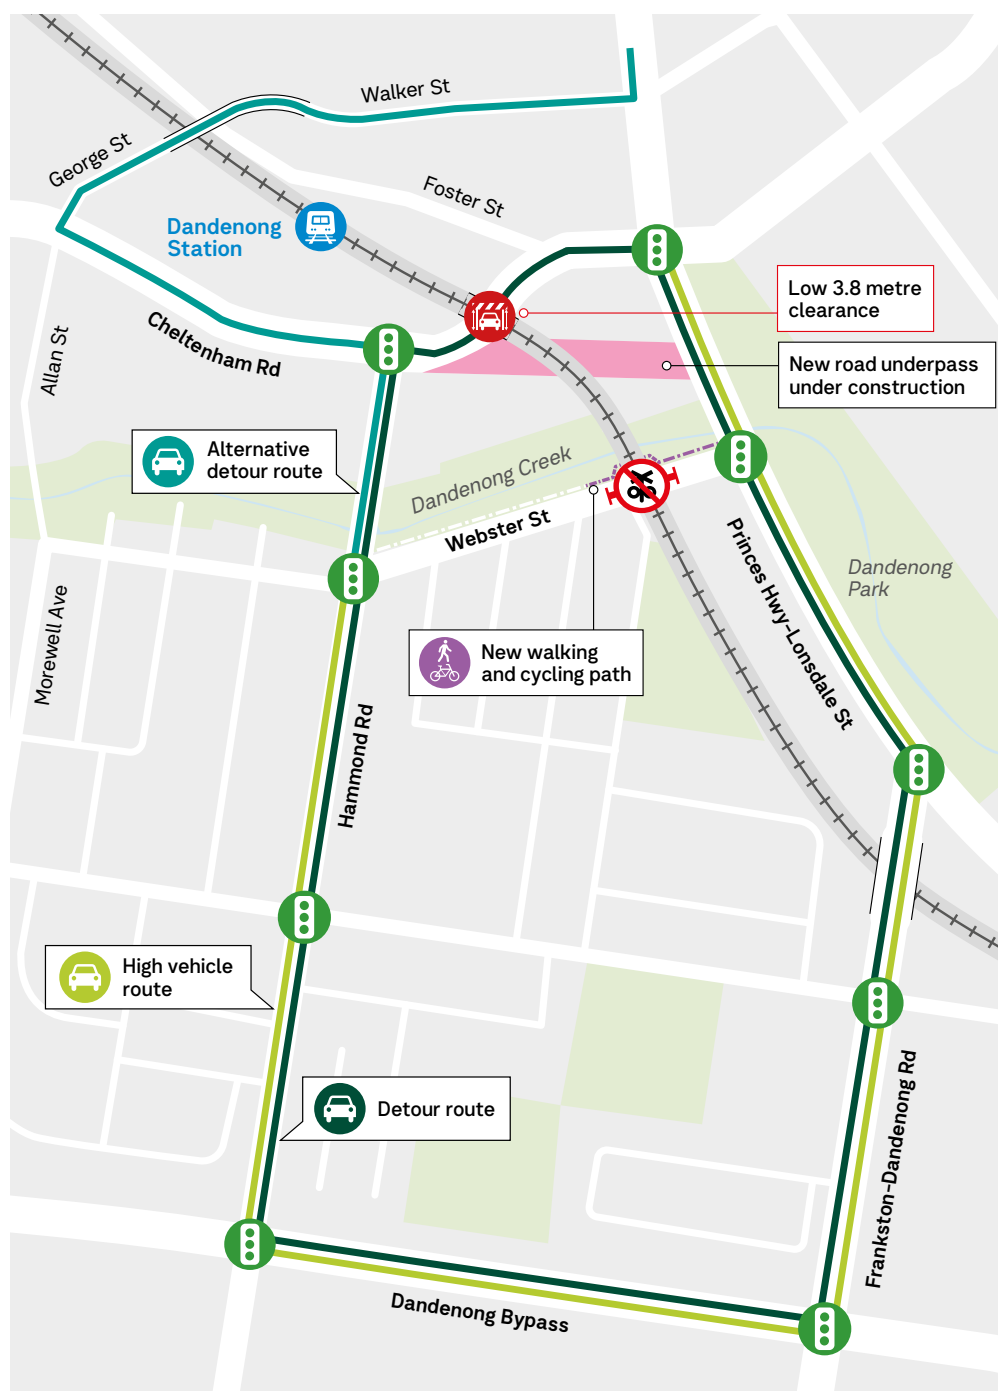 Walker St
George St
Foster St
Dandenong
Station
Low 3.8 metre
clearance
Cheltenham Rd
Allan St
New road underpass
under construction
Alternative
detour route
Dandenong Creek
Webster St
Princes Hwy-Lonsdale St
Dandenong
Park
Morewell Ave
New walking
and cycling path
Hammond Rd
High vehicle
route
Detour route
Frankston-Dandenong Rd
Dandenong Bypass